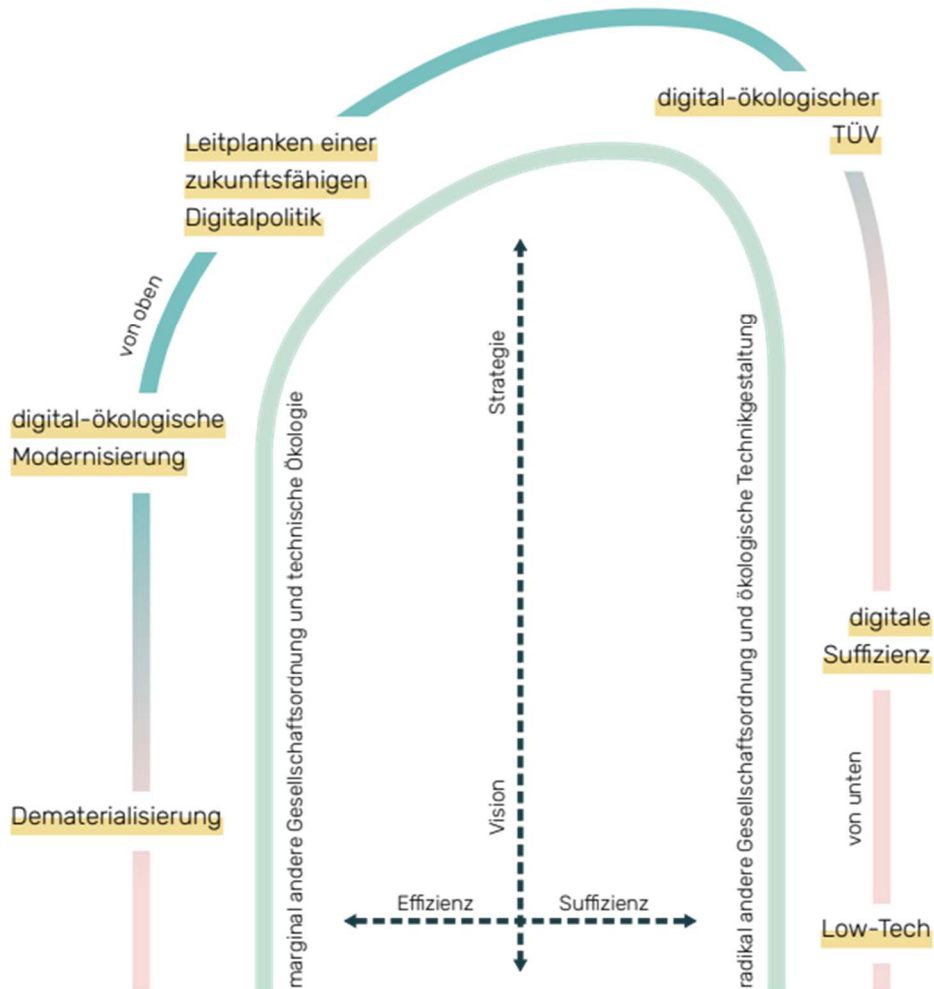 digital-ökologischer
TÜV
Leitplanken einer
zukunftsfähigen
Digitalpolitik
von oben
digital-ökologische
Modernisierung
Strategie
marginal andere Gesellschaftsordnung und technische Ökologie
radikal andere Gesellschaftsordnung und ökologische Technikgestaltung
digitale
Suffizienz
Vision
von unten
Dematerialisierung
Effizienz
Suffizienz
Low-Tech